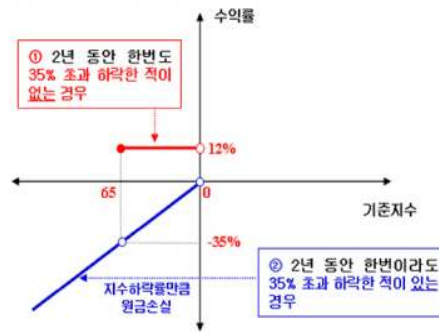 수익률
① 2년 동안 한번도
35% 초과 하락한 적이
없는 경우
12%
65
0
기준지수
-35%
지수하락률만큼
원금손실
② 2년 동안 한번이라도
35% 초과 하락한 적이 있는
경우